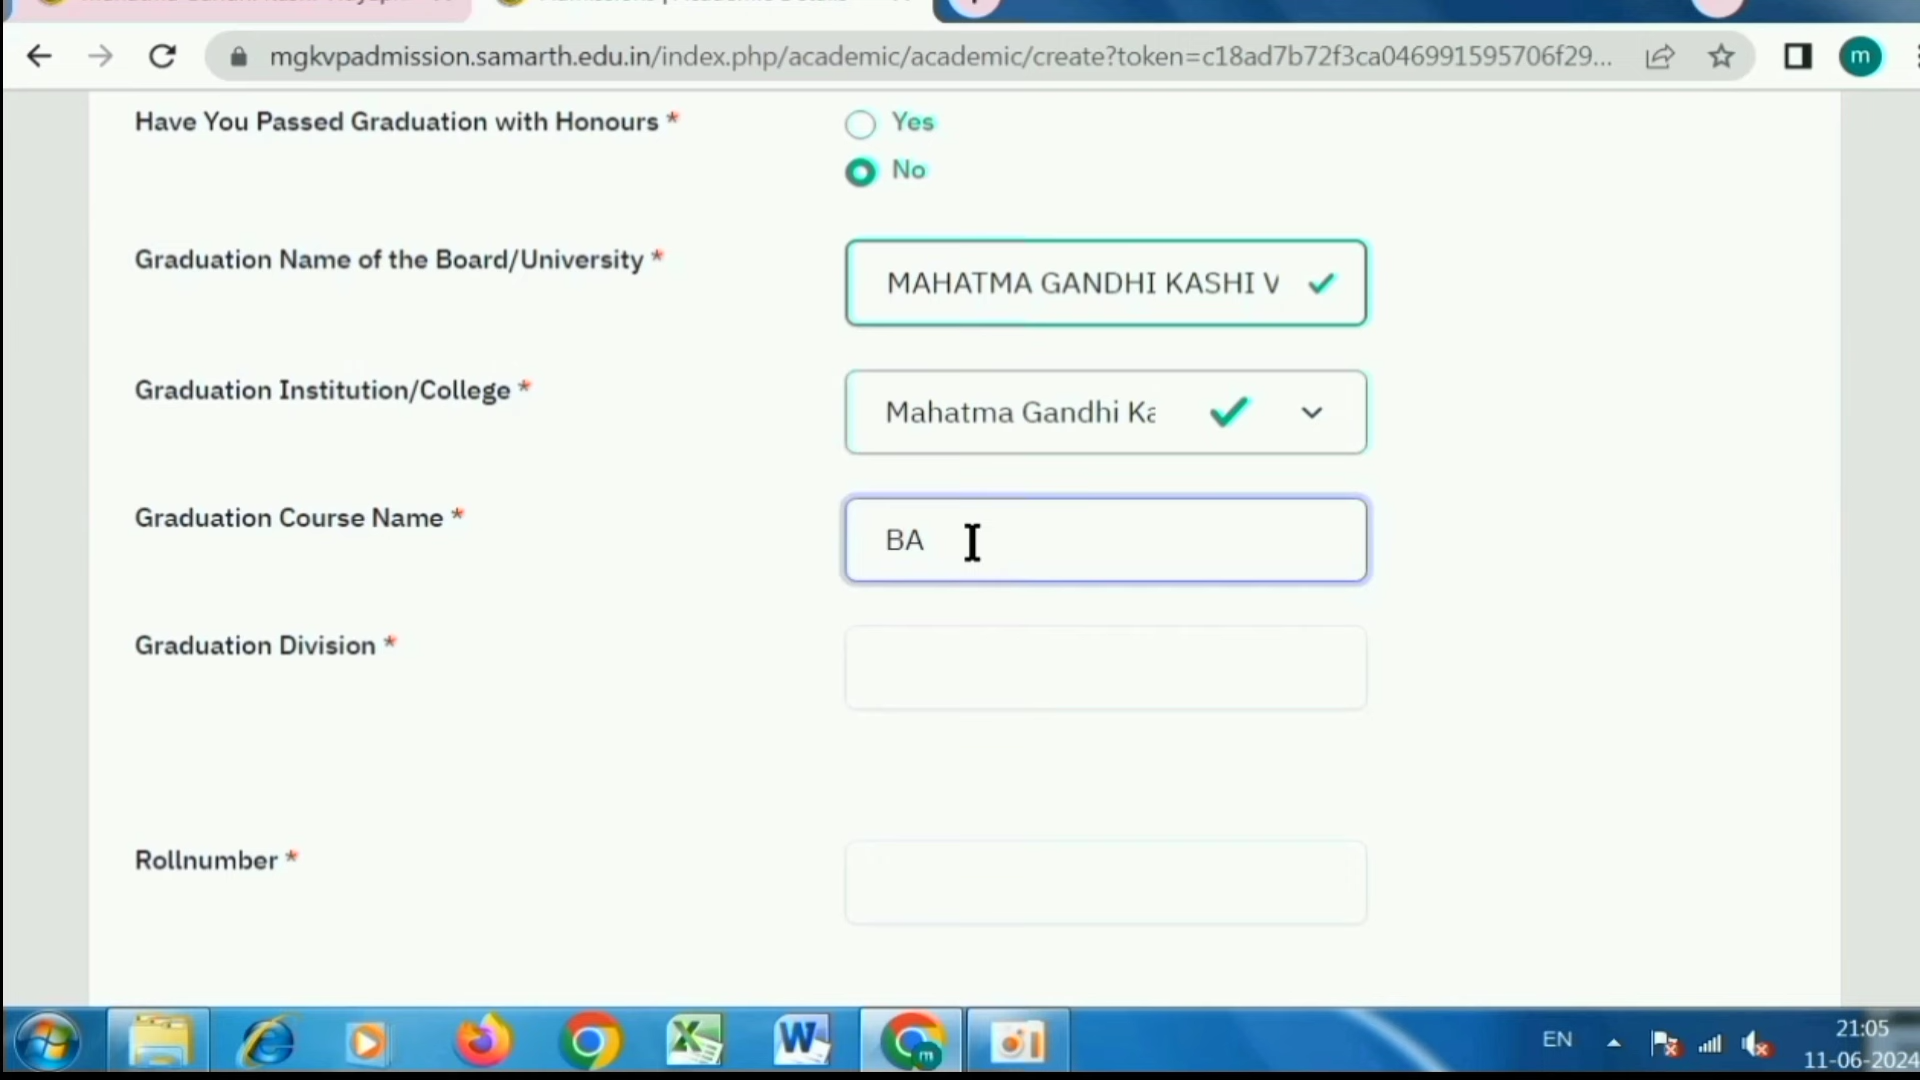 mgkvpadmission.samarth.edu.in/index.php/academic/academic/create?token=c18ad7b72f3ca046991595706f29...
m
Have You Passed Graduation with Honours *
Yes
No
Graduation Name of the Board/University *
MAHATMA GANDHI KASHI V
Graduation Institution/College *
Mahatma Gandhi Ka
Graduation Course Name *
BA
Graduation Division *
Rollnumber *
EN
21:05
11-06-2024